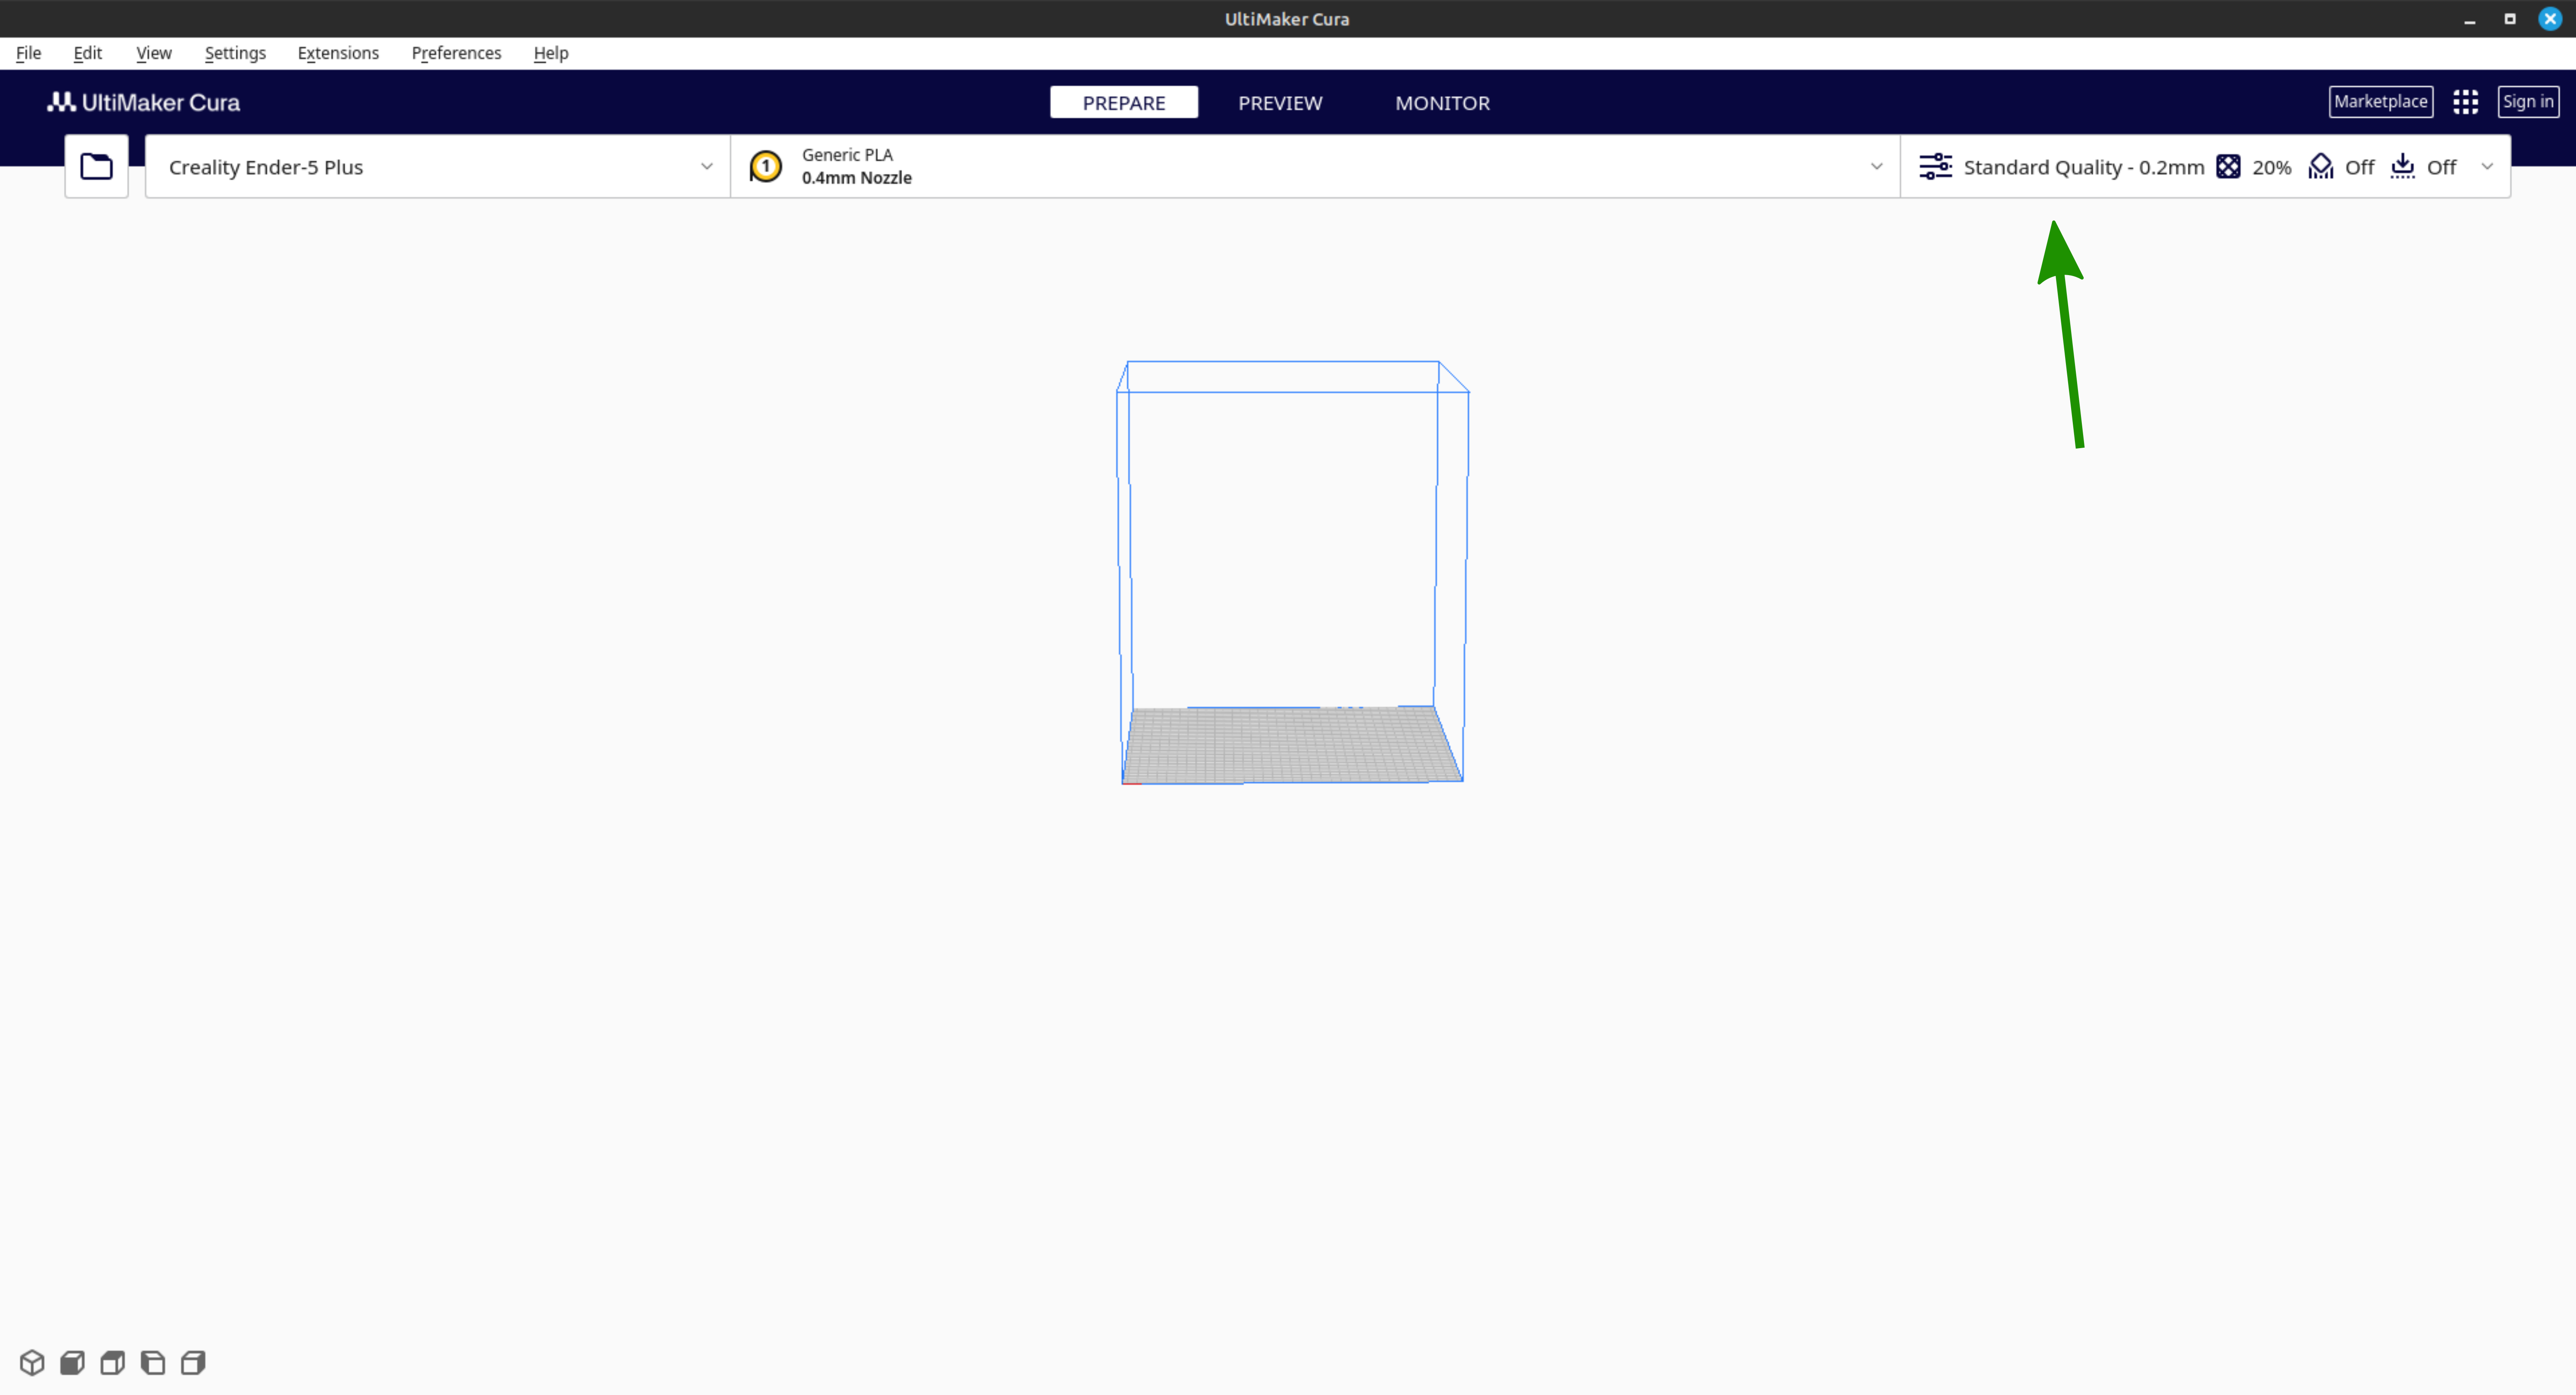 UltiMaker Cura
File Edit View Settings Extensions Preferences Help
UltiMaker Cura PREPARE PREVIEW MONITOR Marketplace Sign in
Creality Ender-5 Plus 1 Generic PLA Standard Quality - 0.2mm 20% Off Off
0.4mm Nozzle